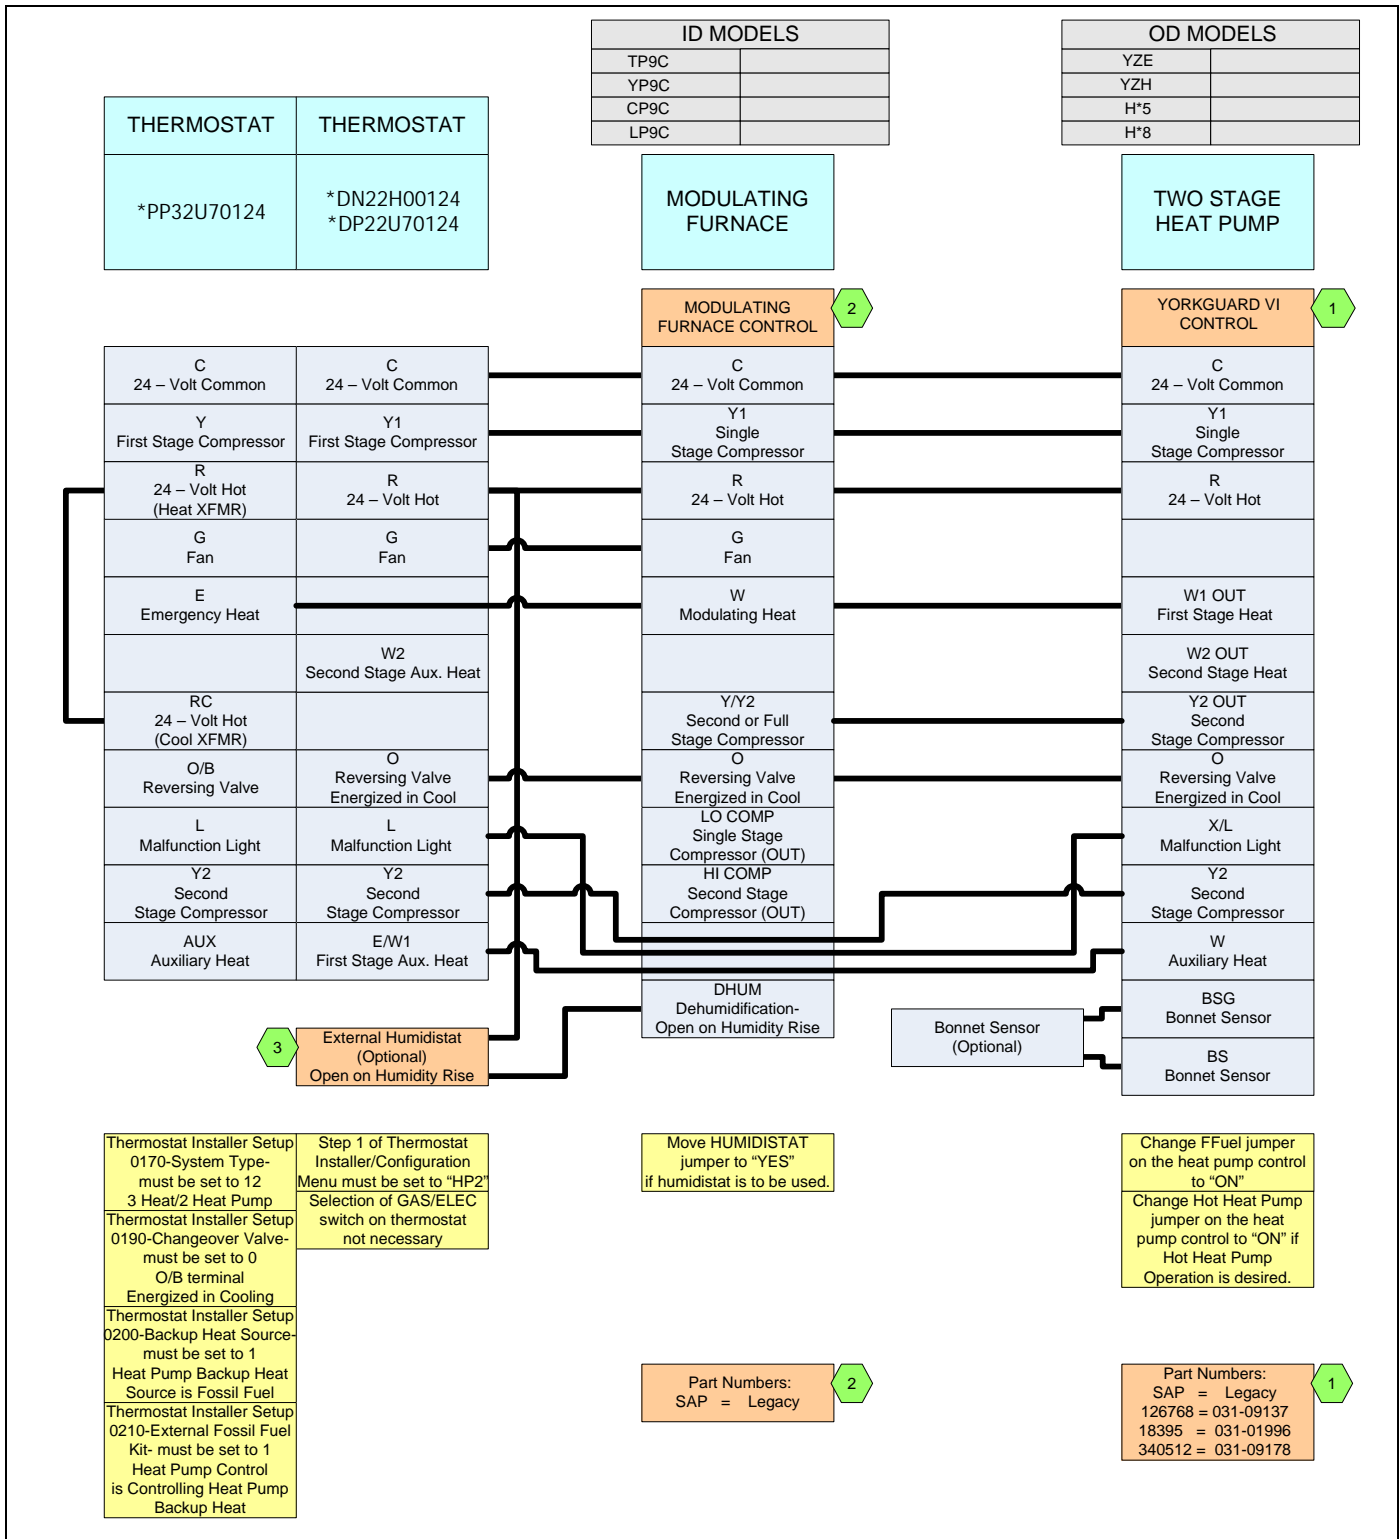 ID MODELS
TP9C
YP9C
CP9C
LP9C
OD MODELS
YZE
YZH
H*5
H*8
THERMOSTAT
*PP32U70124
THERMOSTAT
*DN22H00124
*DP22U70124
MODULATING
FURNACE
TWO STAGE
HEAT PUMP
MODULATING
FURNACE CONTROL
2
YORKGUARD VI
CONTROL
1
C
24 – Volt Common
C
24 – Volt Common
C
24 – Volt Common
C
24 – Volt Common
Y
First Stage Compressor
Y1
First Stage Compressor
Y1
Single
Stage Compressor
Y1
Single
Stage Compressor
R
24 – Volt Hot
(Heat XFMR)
R
24 – Volt Hot
R
24 – Volt Hot
R
24 – Volt Hot
G
Fan
G
Fan
G
Fan
E
Emergency Heat
W
Modulating Heat
W1 OUT
First Stage Heat
W2
Second Stage Aux. Heat
W2 OUT
Second Stage Heat
RC
24 – Volt Hot
(Cool XFMR)
Y/Y2
Second or Full
Stage Compressor
Y2 OUT
Second
Stage Compressor
O/B
Reversing Valve
O
Reversing Valve
Energized in Cool
O
Reversing Valve
Energized in Cool
O
Reversing Valve
Energized in Cool
L
Malfunction Light
L
Malfunction Light
LO COMP
Single Stage
Compressor (OUT)
X/L
Malfunction Light
Y2
Second
Stage Compressor
Y2
Second
Stage Compressor
HI COMP
Second Stage
Compressor (OUT)
Y2
Second
Stage Compressor
AUX
Auxiliary Heat
E/W1
First Stage Aux. Heat
W
Auxiliary Heat
DHUM
Dehumidification-
Open on Humidity Rise
BSG
Bonnet Sensor
3
External Humidistat
(Optional)
Open on Humidity Rise
Bonnet Sensor
(Optional)
BS
Bonnet Sensor
Thermostat Installer Setup
0170-System Type-
must be set to 12
3 Heat/2 Heat Pump
Thermostat Installer Setup
0190-Changeover Valve-
must be set to 0
O/B terminal
Energized in Cooling
Thermostat Installer Setup
0200-Backup Heat Source-
must be set to 1
Heat Pump Backup Heat
Source is Fossil Fuel
Thermostat Installer Setup
0210-External Fossil Fuel
Kit- must be set to 1
Heat Pump Control
is Controlling Heat Pump
Backup Heat
Step 1 of Thermostat
Installer/Configuration
Menu must be set to “HP2”
Selection of GAS/ELEC
switch on thermostat
not necessary
Move HUMIDISTAT
jumper to “YES”
if humidistat is to be used.
Change FFuel jumper
on the heat pump control
to “ON”
Change Hot Heat Pump
jumper on the heat
pump control to “ON” if
Hot Heat Pump
Operation is desired.
Part Numbers:
SAP = Legacy
2
Part Numbers:
SAP = Legacy
126768 = 031-09137
18395 = 031-01996
340512 = 031-09178
1